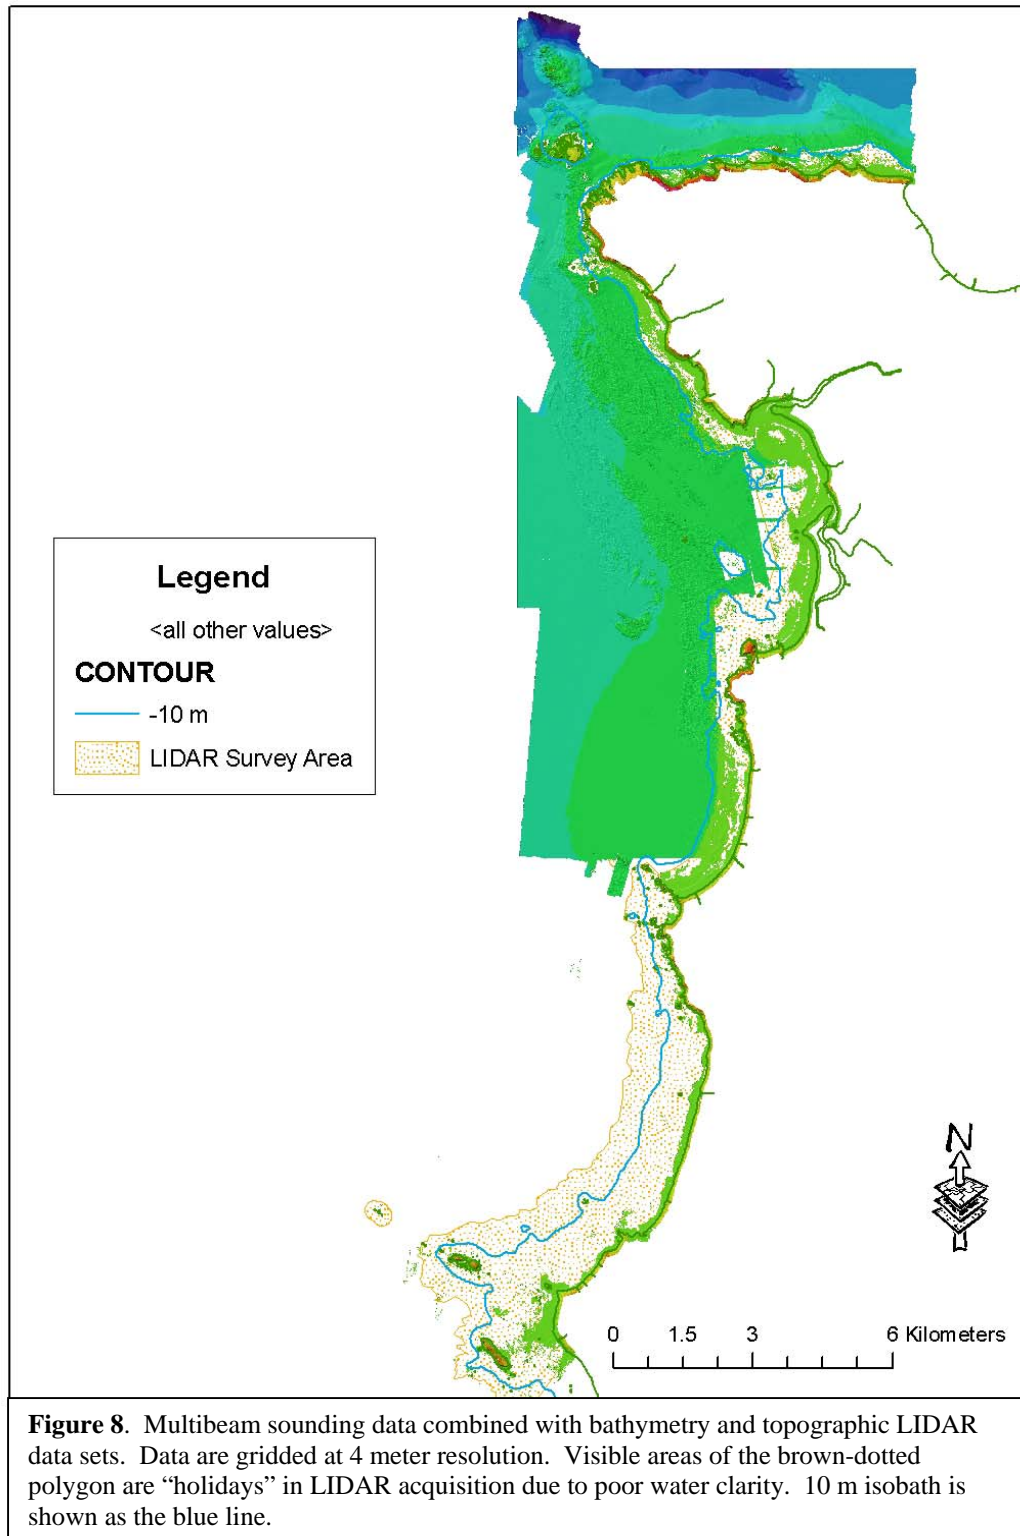 Legend
<all other values>
CONTOUR
-10 m
LIDAR Survey Area
N
0 1.5 3 6 Kilometers
Figure 8. Multibeam sounding data combined with bathymetry and topographic LIDAR
data sets. Data are gridded at 4 meter resolution. Visible areas of the brown-dotted
polygon are “holidays” in LIDAR acquisition due to poor water clarity. 10 m isobath is
shown as the blue line.